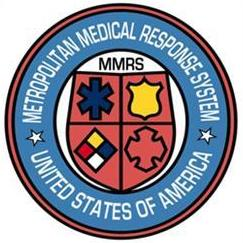 METROPOLITAN MEDICAL RESPONSE SYSTEM
MMRS
UNITED STATES OF AMERICA